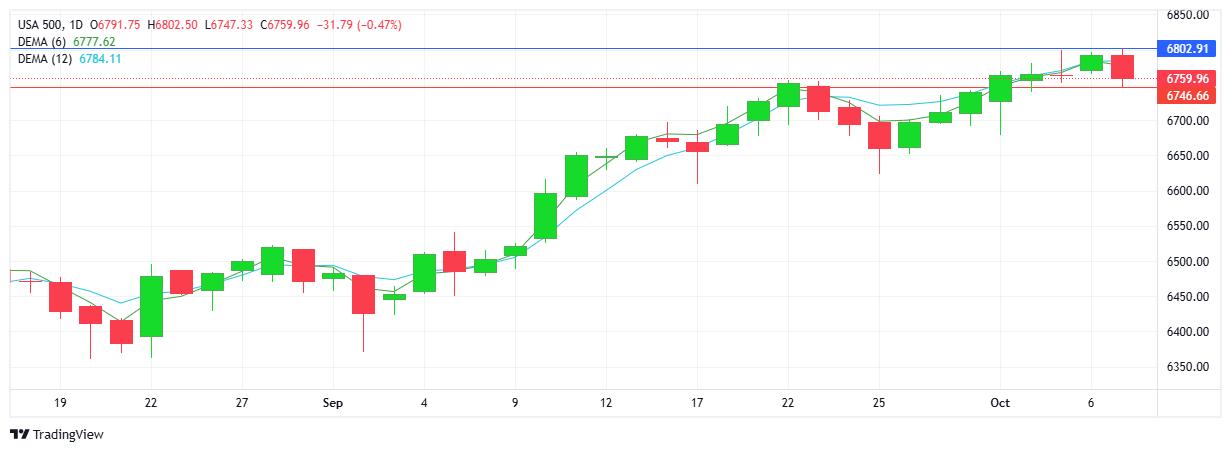 USA 500, 1D O6791.75 H6802.50 L6747.33 C6759.96 −31.79 (−0.47%)
DEMA (6) 6777.62
DEMA (12) 6784.11
6850.00
6802.91
6759.96
6746.66
6700.00
6650.00
6600.00
6550.00
6500.00
6450.00
6400.00
6350.00
19 22 27 Sep 4 9 12 17 22 25 Oct 6
TradingView